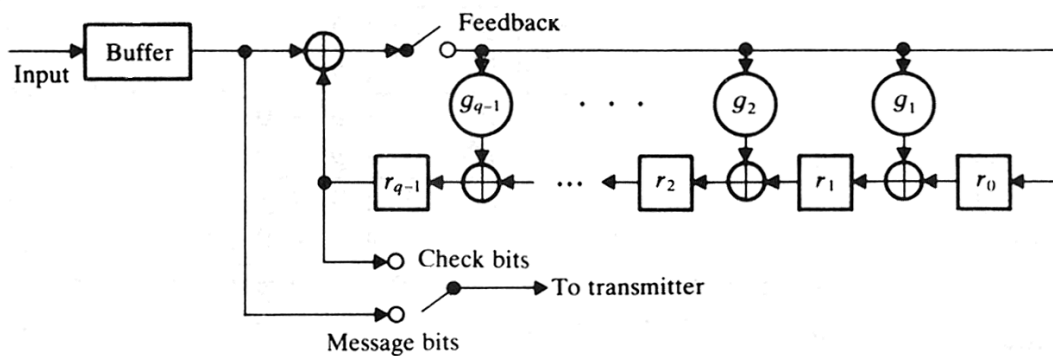 Feedback
Buffer
Input
g_{q-1}
. . .
g_2
g_1
r_{q-1}
...
r_2
r_1
r_0
Check bits
To transmitter
Message bits